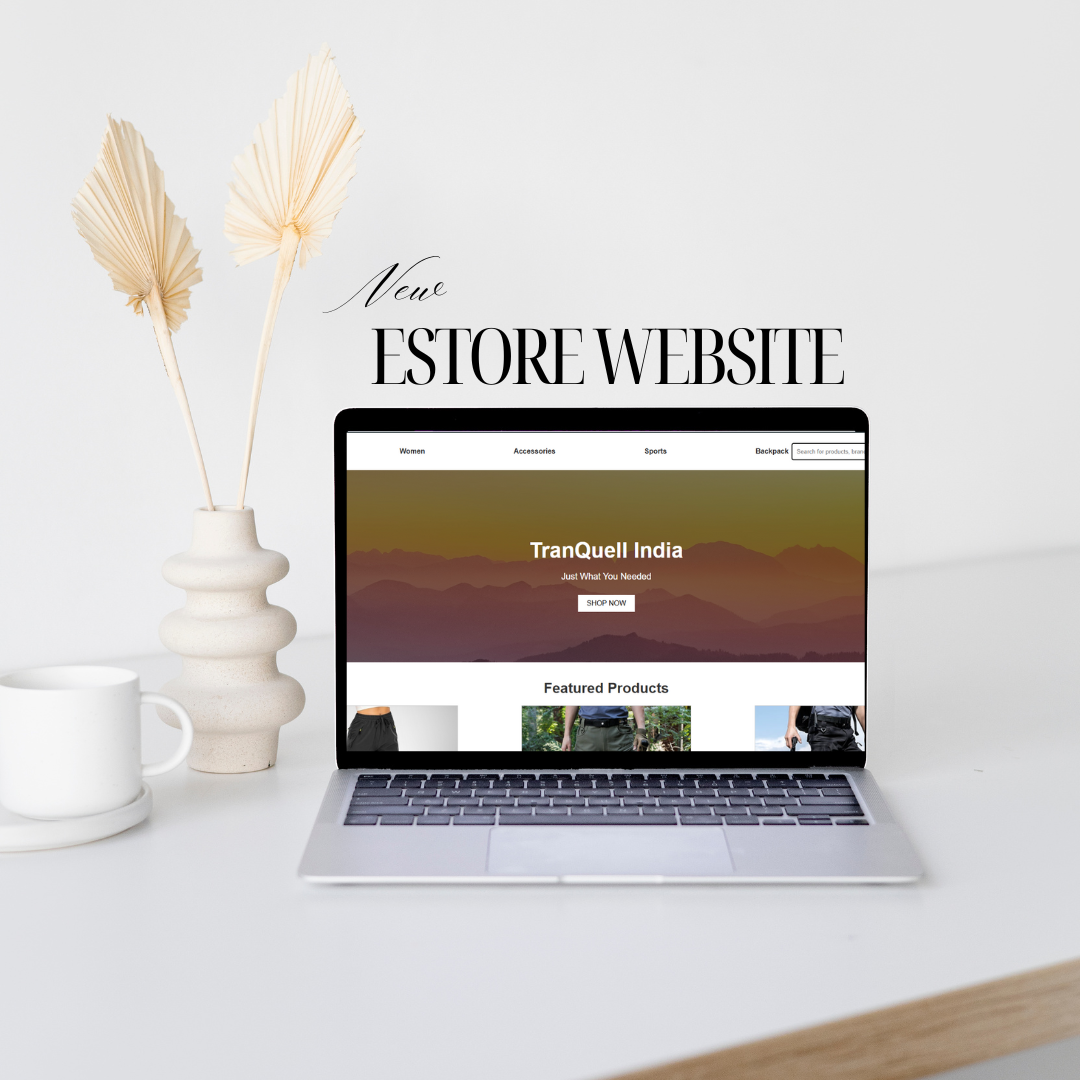 New
ESTORE WEBSITE
Women Accessories Sports Backpack Search for products, bran
TranQuell India
Just What You Needed
SHOP NOW
Featured Products